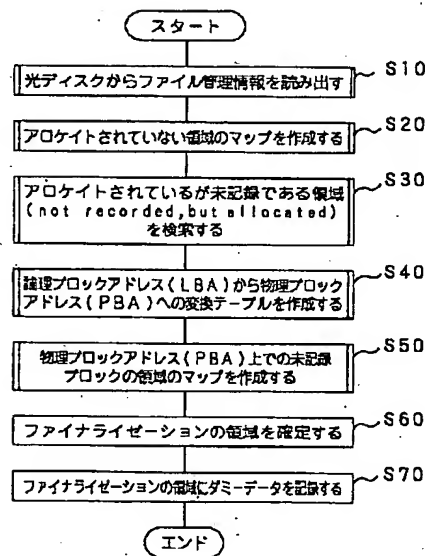 スタート
S10
光ディスクからファイル管理情報を読み出す
S20
アロケイトされていない領域のマップを作成する
S30
アロケイトされているが未記録である領域
(not recorded,but allocated)
を検索する
S40
論理ブロックアドレス(LBA)から物理ブロック
アドレス(PBA)への変換テーブルを作成する
S50
物理ブロックアドレス(PBA)上での未記録
ブロックの領域のマップを作成する
S60
ファイナライゼーションの領域を確定する
S70
ファイナライゼーションの領域にダミーデータを記録する
エンド